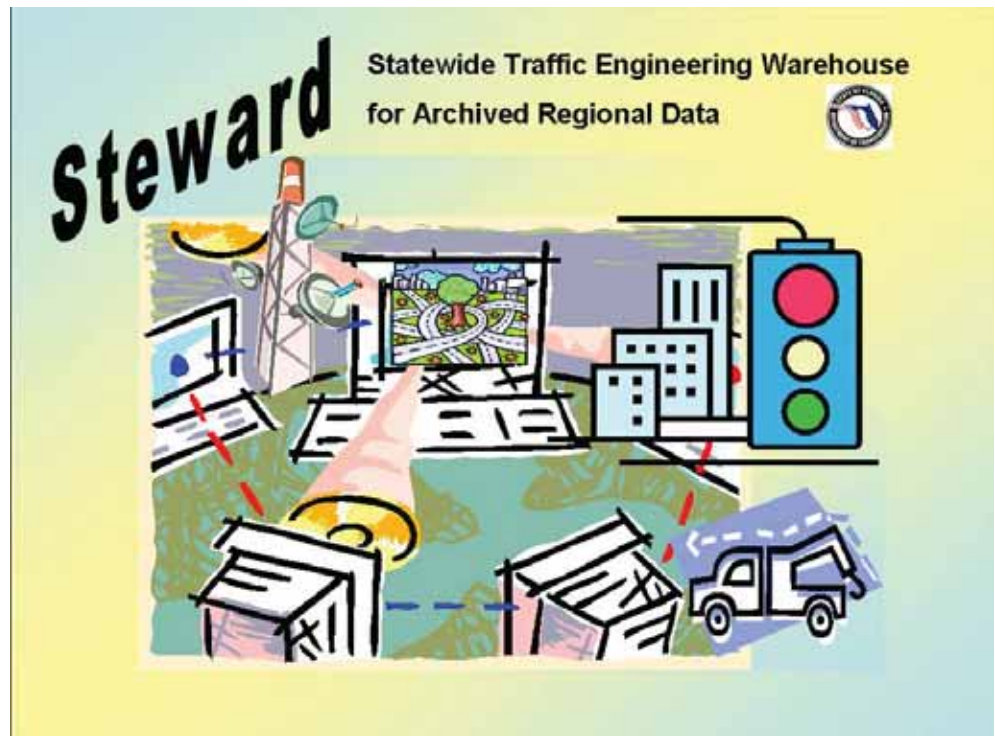 Steward
Statewide Traffic Engineering Warehouse
for Archived Regional Data